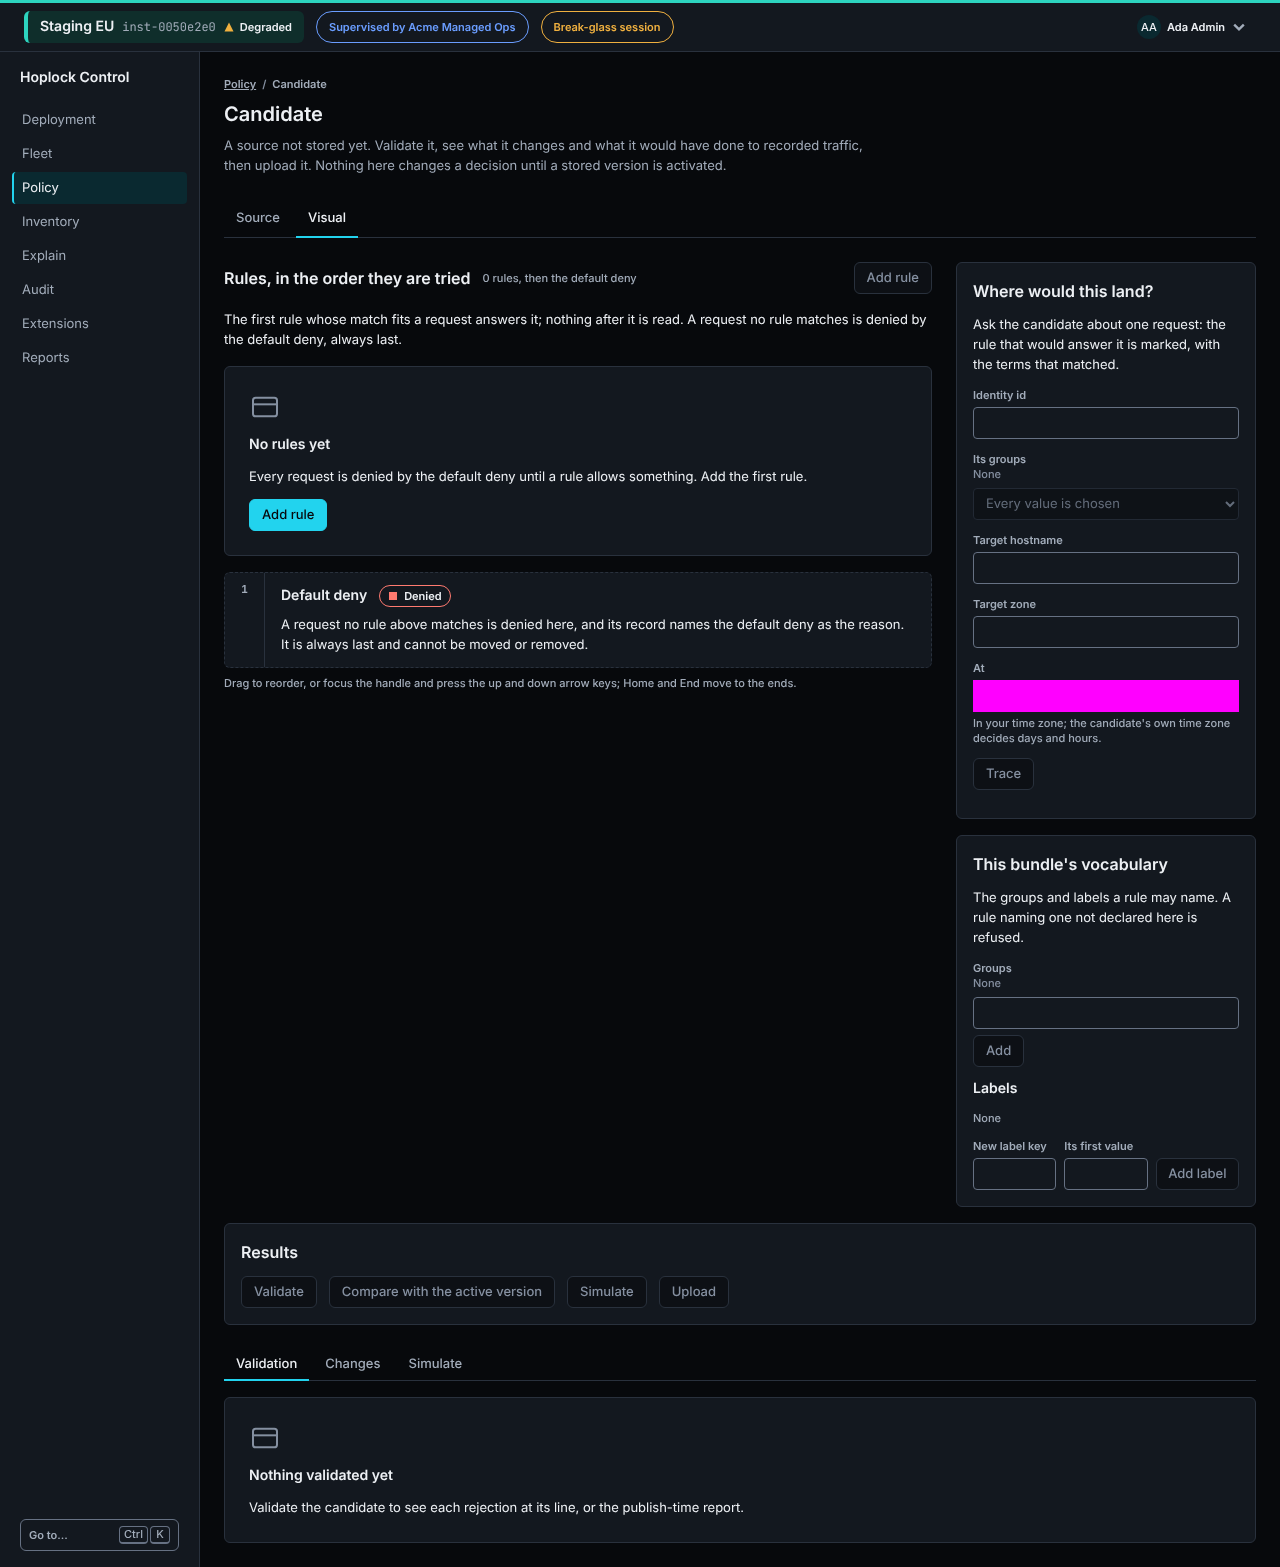 Staging EU inst-0050e2e0 Degraded Supervised by Acme Managed Ops Break-glass session AA Ada Admin
Hoplock Control
Deployment
Fleet
Policy
Inventory
Explain
Audit
Extensions
Reports
Go to... Ctrl K
Policy / Candidate
Candidate
A source not stored yet. Validate it, see what it changes and what it would have done to recorded traffic,
then upload it. Nothing here changes a decision until a stored version is activated.
Source Visual
Rules, in the order they are tried 0 rules, then the default deny Add rule
The first rule whose match fits a request answers it; nothing after it is read. A request no rule matches is denied by
the default deny, always last.
No rules yet
Every request is denied by the default deny until a rule allows something. Add the first rule.
Add rule
1 Default deny Denied
A request no rule above matches is denied here, and its record names the default deny as the reason.
It is always last and cannot be moved or removed.
Drag to reorder, or focus the handle and press the up and down arrow keys; Home and End move to the ends.
Where would this land?
Ask the candidate about one request: the
rule that would answer it is marked, with
the terms that matched.
Identity id
Its groups
None
Every value is chosen
Target hostname
Target zone
At
In your time zone; the candidate's own time zone
decides days and hours.
Trace
This bundle's vocabulary
The groups and labels a rule may name. A
rule naming one not declared here is
refused.
Groups
None
Add
Labels
None
New label key Its first value
Add label
Results
Validate Compare with the active version Simulate Upload
Validation Changes Simulate
Nothing validated yet
Validate the candidate to see each rejection at its line, or the publish-time report.